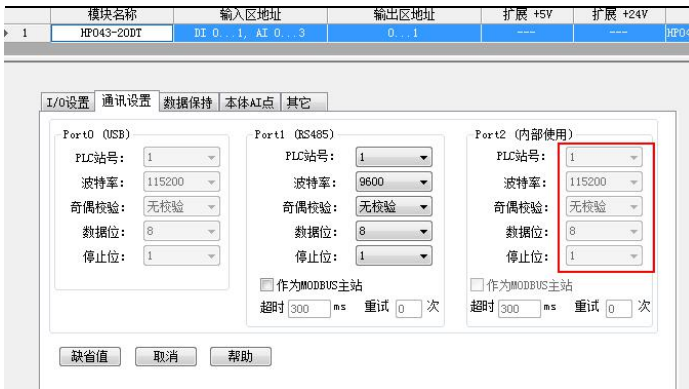 模块名称 输入区地址 输出区地址 扩展 +5V 扩展 +24V
1 HP043-20DT DI 0...1, AI 0...3 0...1 --- --- HP04
I/O设置 通讯设置 数据保持 本体AI点 其它
Port0 (USB) Port1 (RS485) Port2 (内部使用)
PLC站号: 1 PLC站号: 1 PLC站号: 1
波特率: 115200 波特率: 9600 波特率: 115200
奇偶校验: 无校验 奇偶校验: 无校验 奇偶校验: 无校验
数据位: 8 数据位: 8 数据位: 8
停止位: 1 停止位: 1 停止位: 1
作为MODBUS主站 作为MODBUS主站
超时 300 ms 重试 0 次 超时 300 ms 重试 0 次
缺省值 取消 帮助